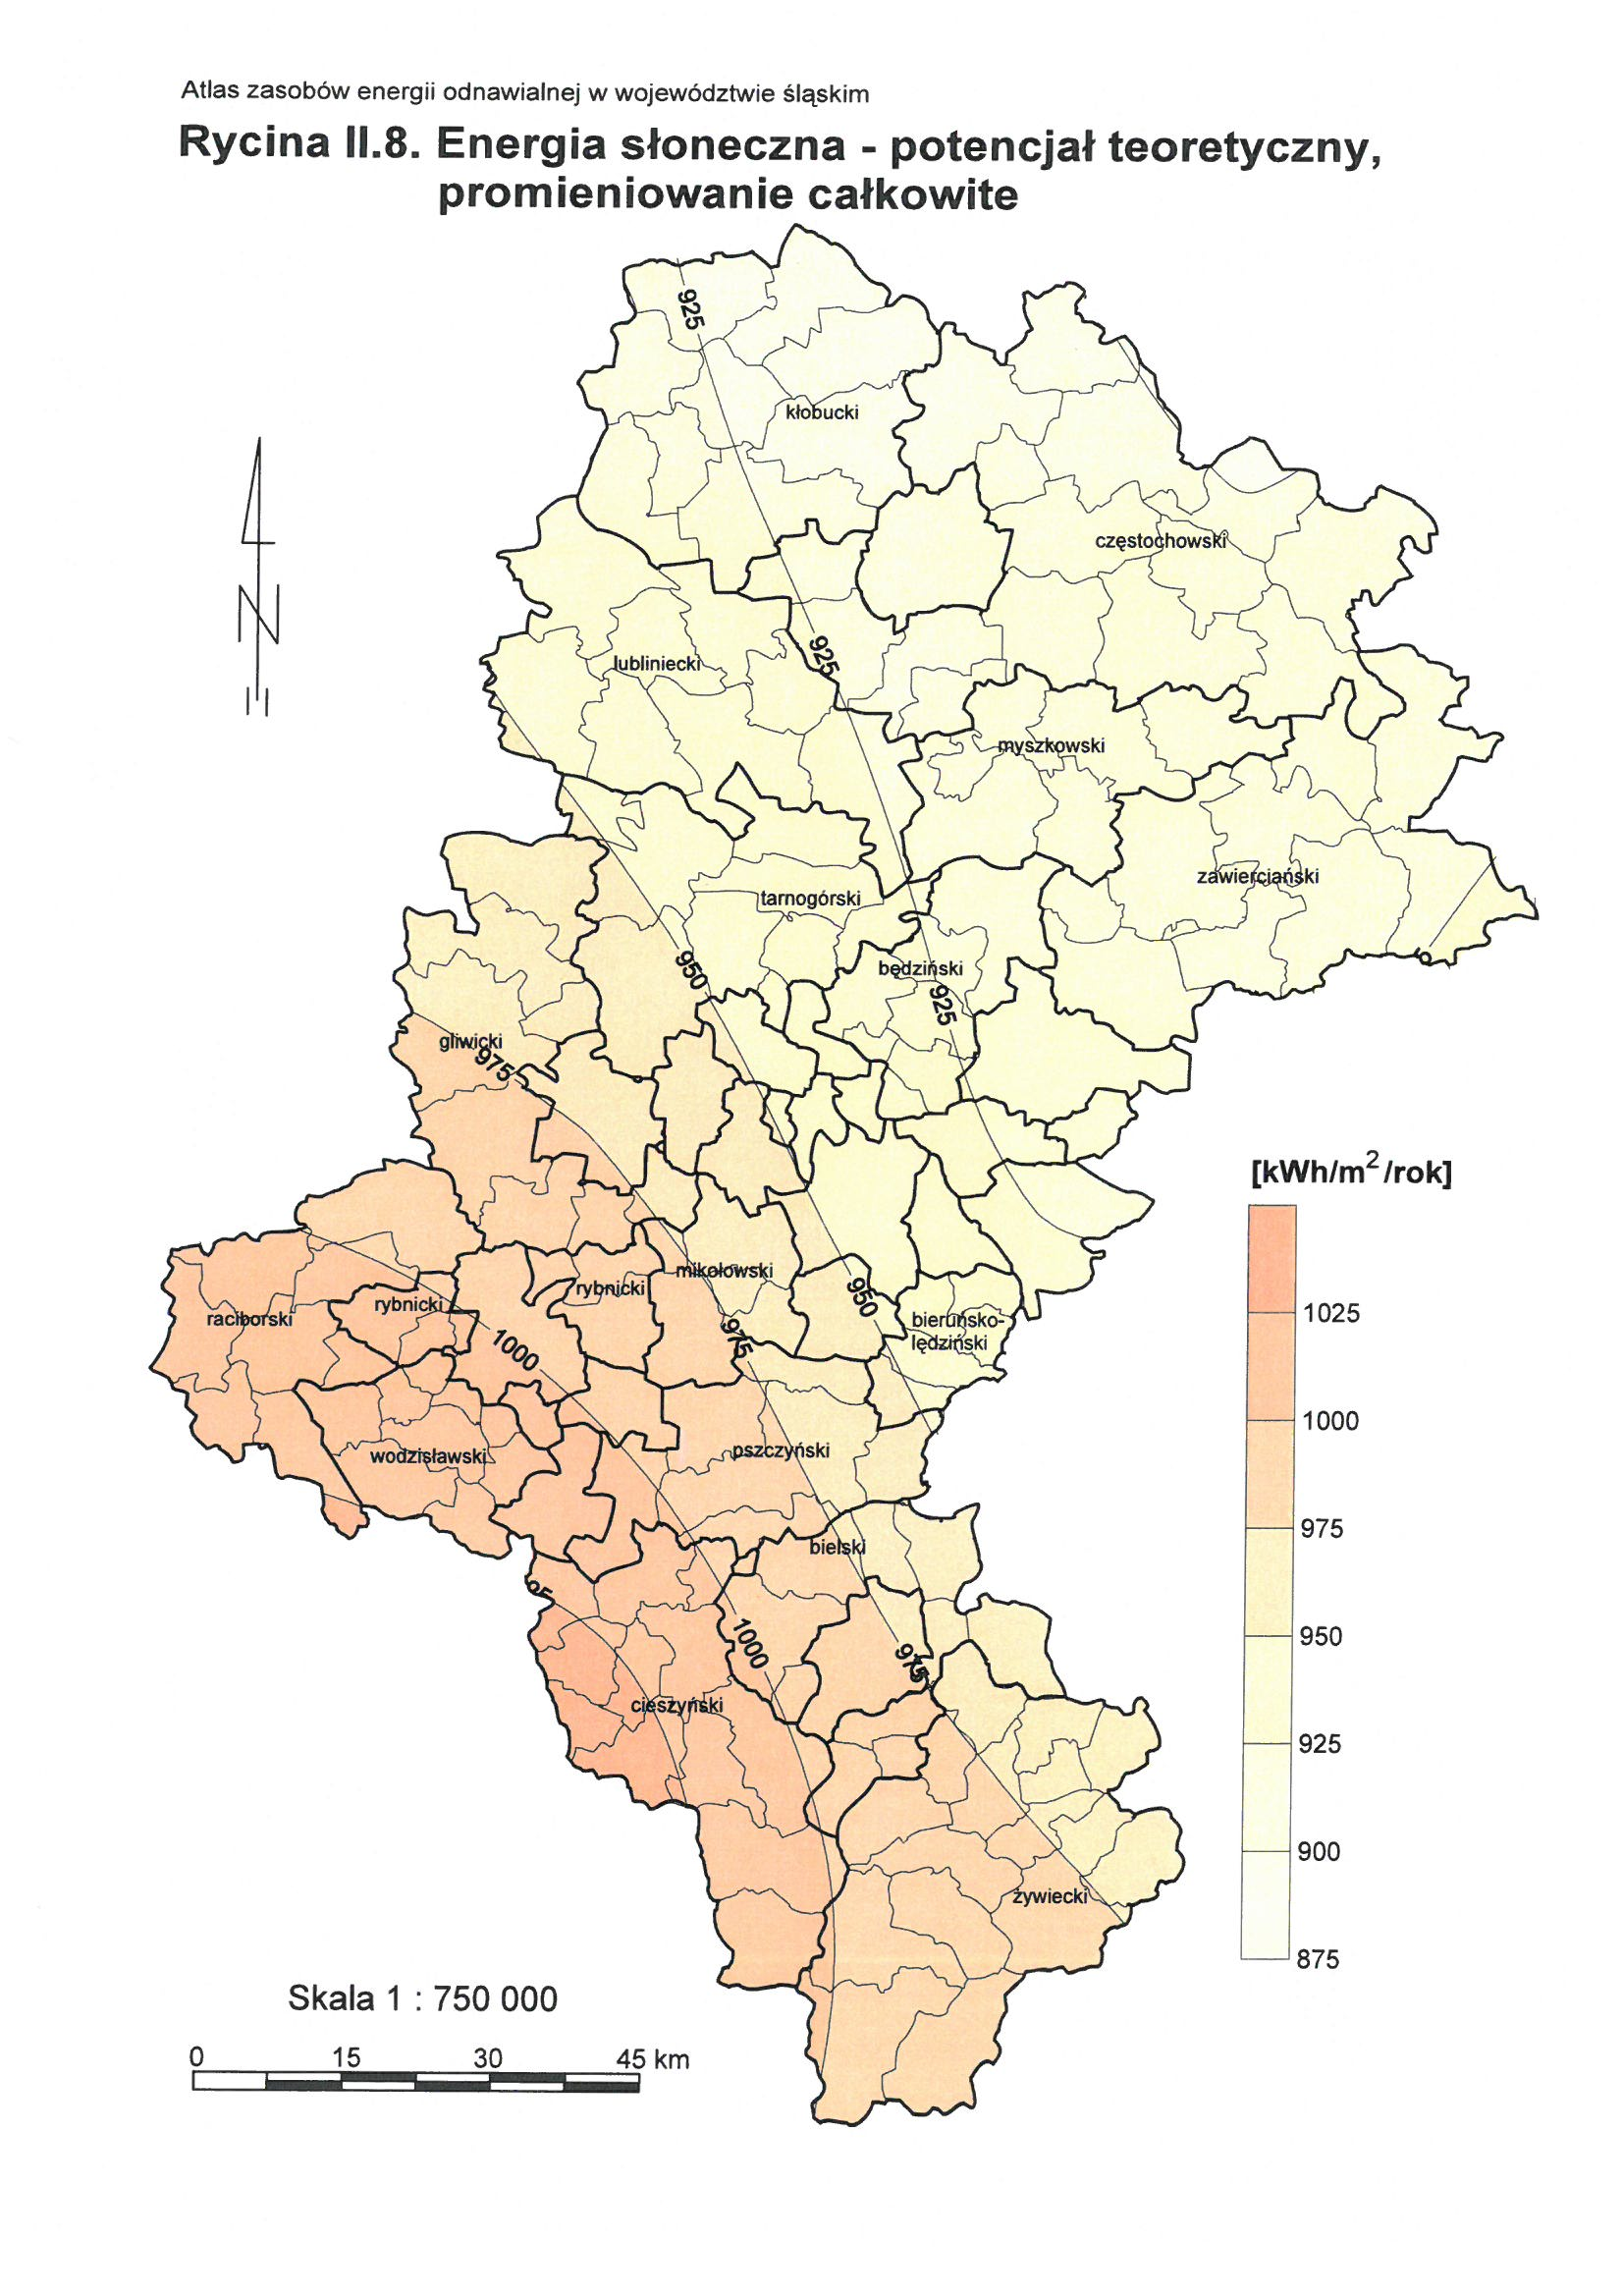 Atlas zasobów energii odnawialnej w województwie śląskim
Rycina II.8. Energia słoneczna - potencjał teoretyczny,
promieniowanie całkowite
925
kłobucki
częstochowski
N
925
lubliniecki
myszkowski
zawierciański
tarnogórski
950
będziński
925
gliwicki
975
[kWh/m² /rok]
mikołowski
rybnicki
950
rybnicki
raciborski
bieruńsko-
lędziński
1025
975
1000
1000
wodzisławski
pszczyński
975
bielski
950
1000
975
cieszyński
925
900
żywiecki
875
Skala 1 : 750 000
0 15 30 45 km